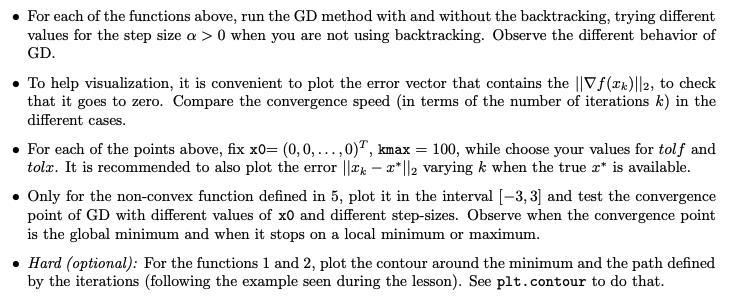 • For each of the functions above, run the GD method with and without the backtracking, trying different
values for the step size α > 0 when you are not using backtracking. Observe the different behavior of
GD.
• To help visualization, it is convenient to plot the error vector that contains the ||∇f(xₖ)||₂, to check
that it goes to zero. Compare the convergence speed (in terms of the number of iterations k) in the
different cases.
• For each of the points above, fix x0= (0, 0, . . . , 0)ᵀ, kmax = 100, while choose your values for tolf and
tolx. It is recommended to also plot the error ||xₖ − x*||₂ varying k when the true x* is available.
• Only for the non-convex function defined in 5, plot it in the interval [−3, 3] and test the convergence
point of GD with different values of x0 and different step-sizes. Observe when the convergence point
is the global minimum and when it stops on a local minimum or maximum.
• Hard (optional): For the functions 1 and 2, plot the contour around the minimum and the path defined
by the iterations (following the example seen during the lesson). See plt.contour to do that.